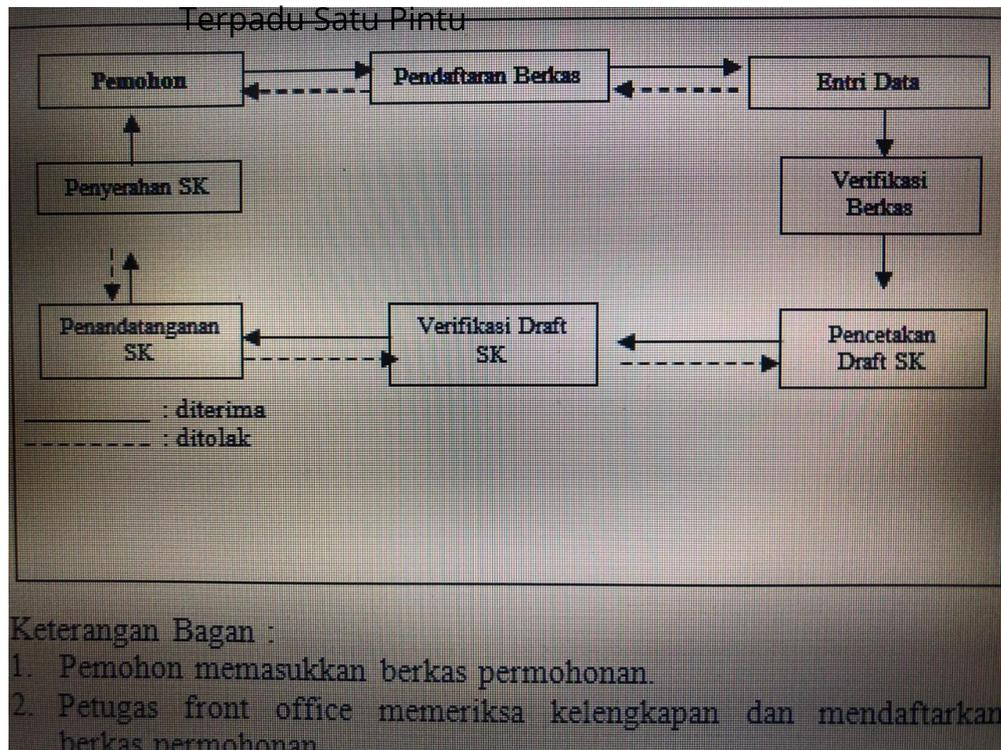 Terpadu Satu Pintu
Pemohon
Pendaftaran Berkas
Entri Data
Penyerahan SK
Verifikasi
Berkas
Penandatanganan
SK
Verifikasi Draft
SK
Pencetakan
Draft SK
: diterima
: ditolak
Keterangan Bagan :
1. Pemohon memasukkan berkas permohonan.
2. Petugas front office memeriksa kelengkapan dan mendaftarkan
berkas permohonan